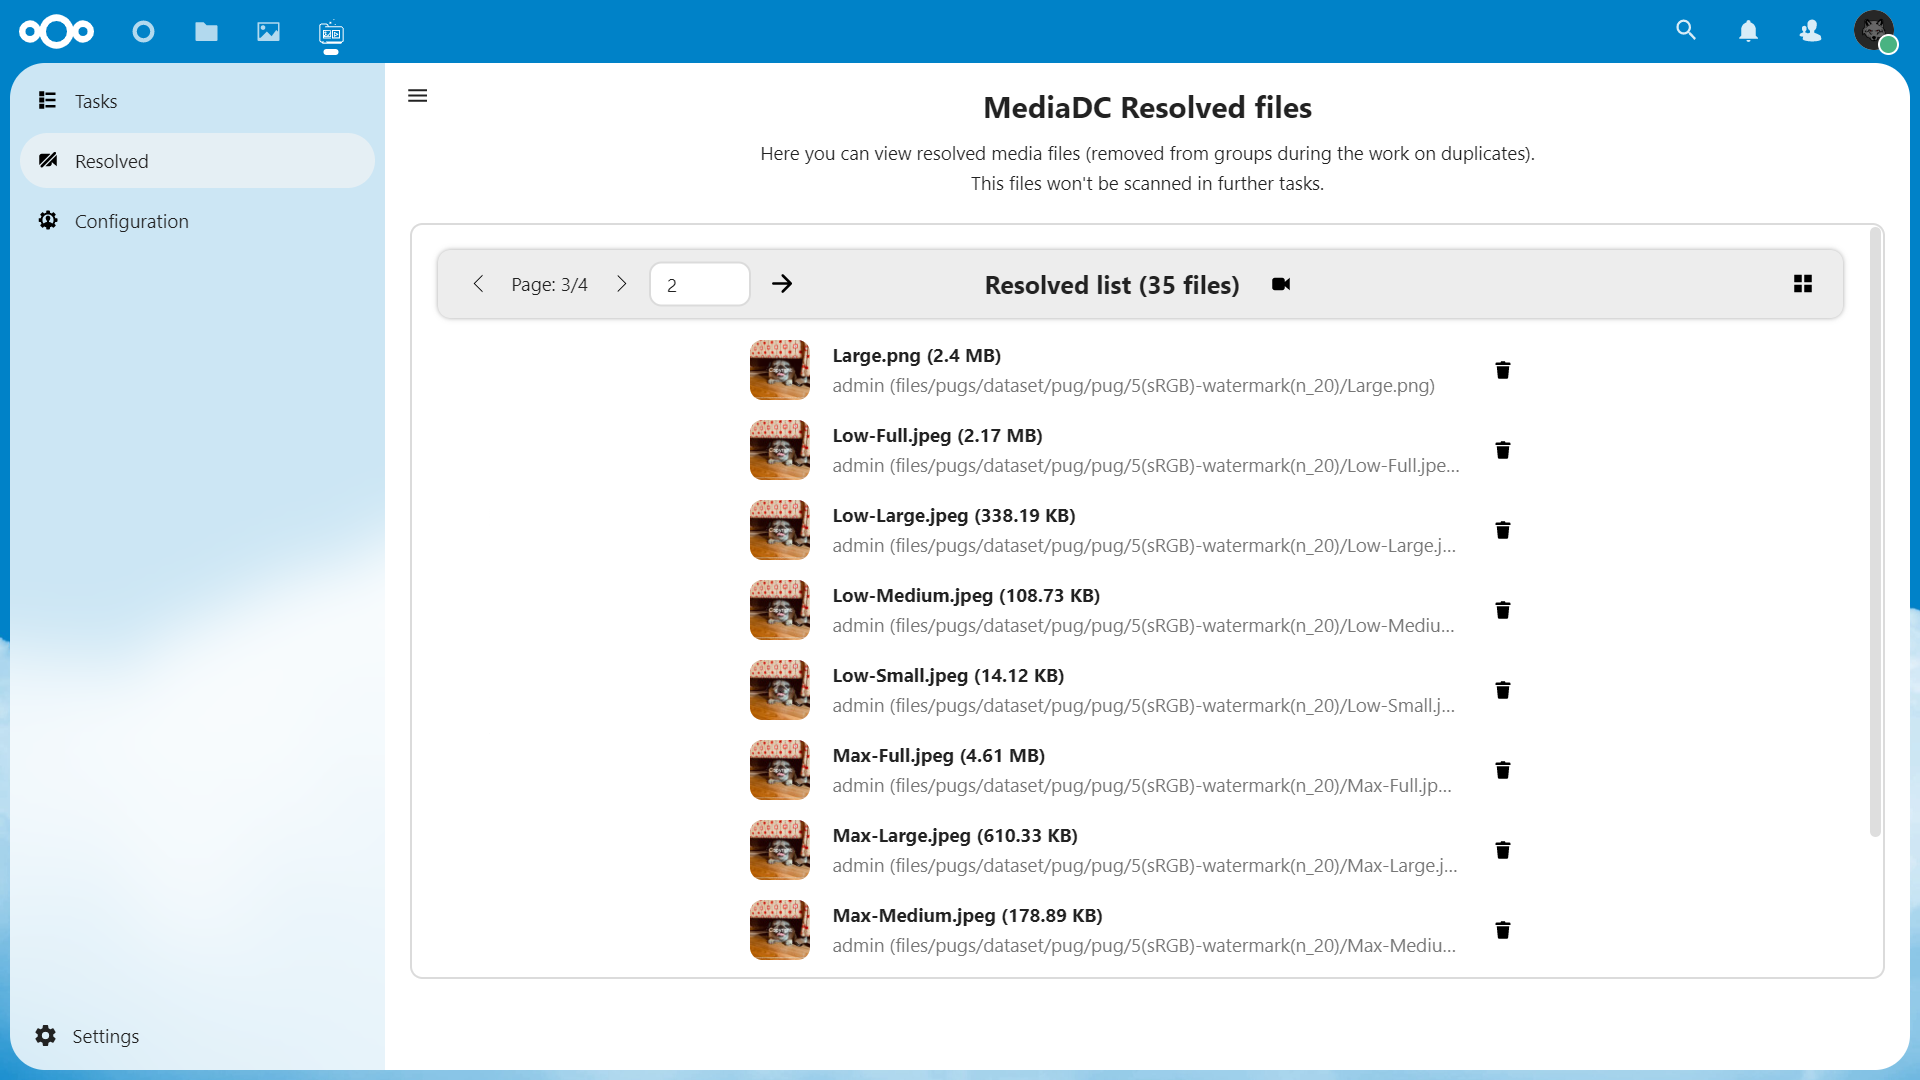 Tasks
Resolved
Configuration
Settings
MediaDC Resolved files
Here you can view resolved media files (removed from groups during the work on duplicates).
This files won't be scanned in further tasks.
Page: 3/4
2
Resolved list (35 files)
Large.png (2.4 MB)
admin (files/pugs/dataset/pug/pug/5(sRGB)-watermark(n_20)/Large.png)
Low-Full.jpeg (2.17 MB)
admin (files/pugs/dataset/pug/pug/5(sRGB)-watermark(n_20)/Low-Full.jpe...
Low-Large.jpeg (338.19 KB)
admin (files/pugs/dataset/pug/pug/5(sRGB)-watermark(n_20)/Low-Large.j...
Low-Medium.jpeg (108.73 KB)
admin (files/pugs/dataset/pug/pug/5(sRGB)-watermark(n_20)/Low-Mediu...
Low-Small.jpeg (14.12 KB)
admin (files/pugs/dataset/pug/pug/5(sRGB)-watermark(n_20)/Low-Small.j...
Max-Full.jpeg (4.61 MB)
admin (files/pugs/dataset/pug/pug/5(sRGB)-watermark(n_20)/Max-Full.jp...
Max-Large.jpeg (610.33 KB)
admin (files/pugs/dataset/pug/pug/5(sRGB)-watermark(n_20)/Max-Large.j...
Max-Medium.jpeg (178.89 KB)
admin (files/pugs/dataset/pug/pug/5(sRGB)-watermark(n_20)/Max-Mediu...